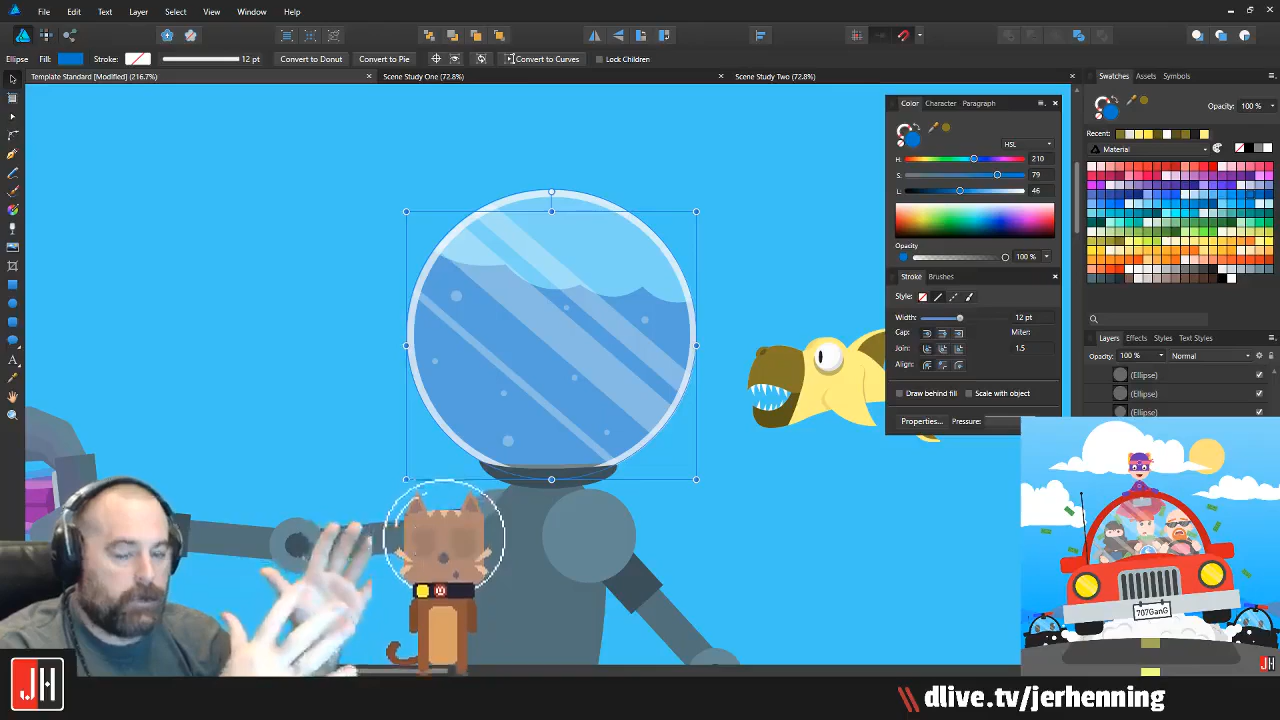 File Edit Text Layer Select View Window Help
Ellipse Fill: Stroke: 12 pt Convert to Donut Convert to Pie Convert to Curves Lock Children
Template Standard [Modified] (216.7%) Scene Study One (72.8%) Scene Study Two (72.8%)
Swatches Assets Symbols
Opacity: 100 %
Recent:
Material
Color Character Paragraph
HSL
H: 210
S: 79
L: 46
Opacity
100 %
Stroke Brushes
Style:
Width: 12 pt
Cap: Miter:
Join: 1.5
Align:
Draw behind fill Scale with object
Properties... Pressure:
Layers Effects Styles Text Styles
Opacity: 100 % Normal
(Ellipse)
(Ellipse)
(Ellipse)
707GanG
JH
JH
dlive.tv/jerhenning